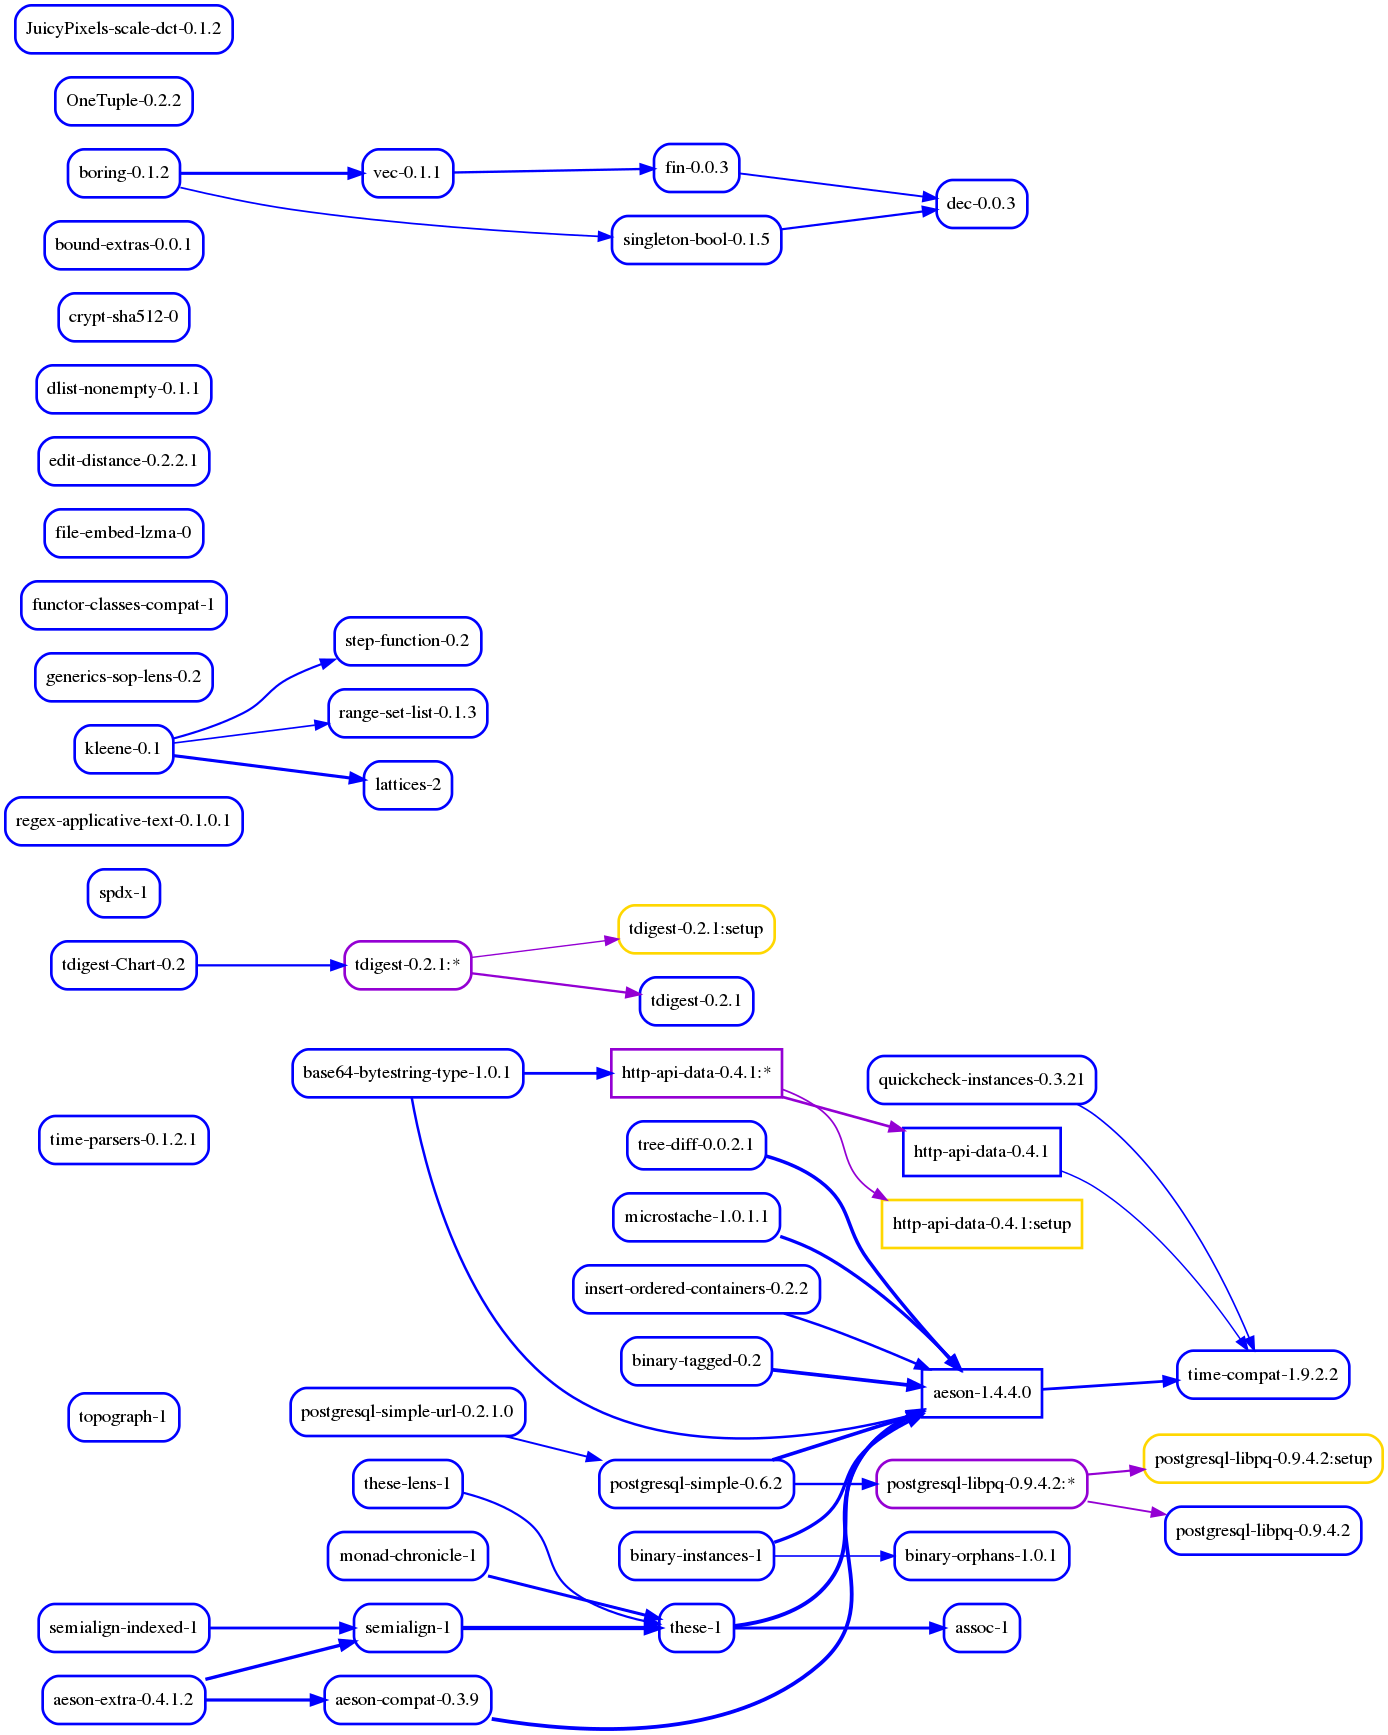 JuicyPixels-scale-dct-0.1.2
OneTuple-0.2.2
boring-0.1.2
vec-0.1.1
fin-0.0.3
dec-0.0.3
bound-extras-0.0.1
singleton-bool-0.1.5
crypt-sha512-0
dlist-nonempty-0.1.1
edit-distance-0.2.2.1
file-embed-lzma-0
functor-classes-compat-1
step-function-0.2
generics-sop-lens-0.2
range-set-list-0.1.3
kleene-0.1
lattices-2
regex-applicative-text-0.1.0.1
spdx-1
tdigest-0.2.1:setup
tdigest-Chart-0.2
tdigest-0.2.1:*
tdigest-0.2.1
base64-bytestring-type-1.0.1
http-api-data-0.4.1:*
quickcheck-instances-0.3.21
time-parsers-0.1.2.1
tree-diff-0.0.2.1
http-api-data-0.4.1
microstache-1.0.1.1
http-api-data-0.4.1:setup
insert-ordered-containers-0.2.2
binary-tagged-0.2
time-compat-1.9.2.2
aeson-1.4.4.0
topograph-1
postgresql-simple-url-0.2.1.0
postgresql-libpq-0.9.4.2:setup
these-lens-1
postgresql-simple-0.6.2
postgresql-libpq-0.9.4.2:*
postgresql-libpq-0.9.4.2
monad-chronicle-1
binary-instances-1
binary-orphans-1.0.1
semialign-indexed-1
semialign-1
these-1
assoc-1
aeson-extra-0.4.1.2
aeson-compat-0.3.9